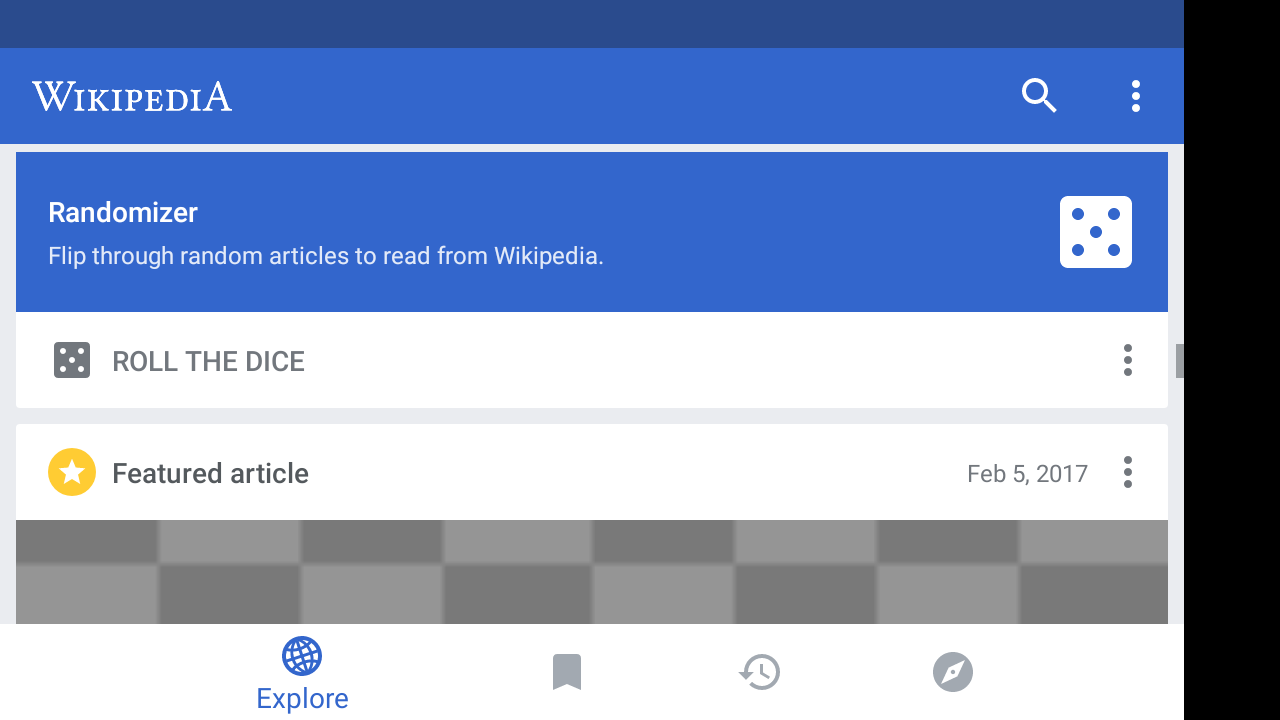 WIKIPEDIA
Randomizer
Flip through random articles to read from Wikipedia.
ROLL THE DICE
Featured article
Feb 5, 2017
Explore